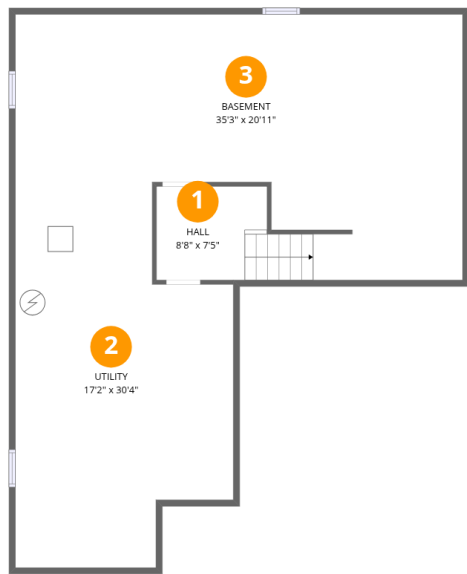 3
BASEMENT
35'3" x 20'11"
1
HALL
8'8" x 7'5"
2
UTILITY
17'2" x 30'4"